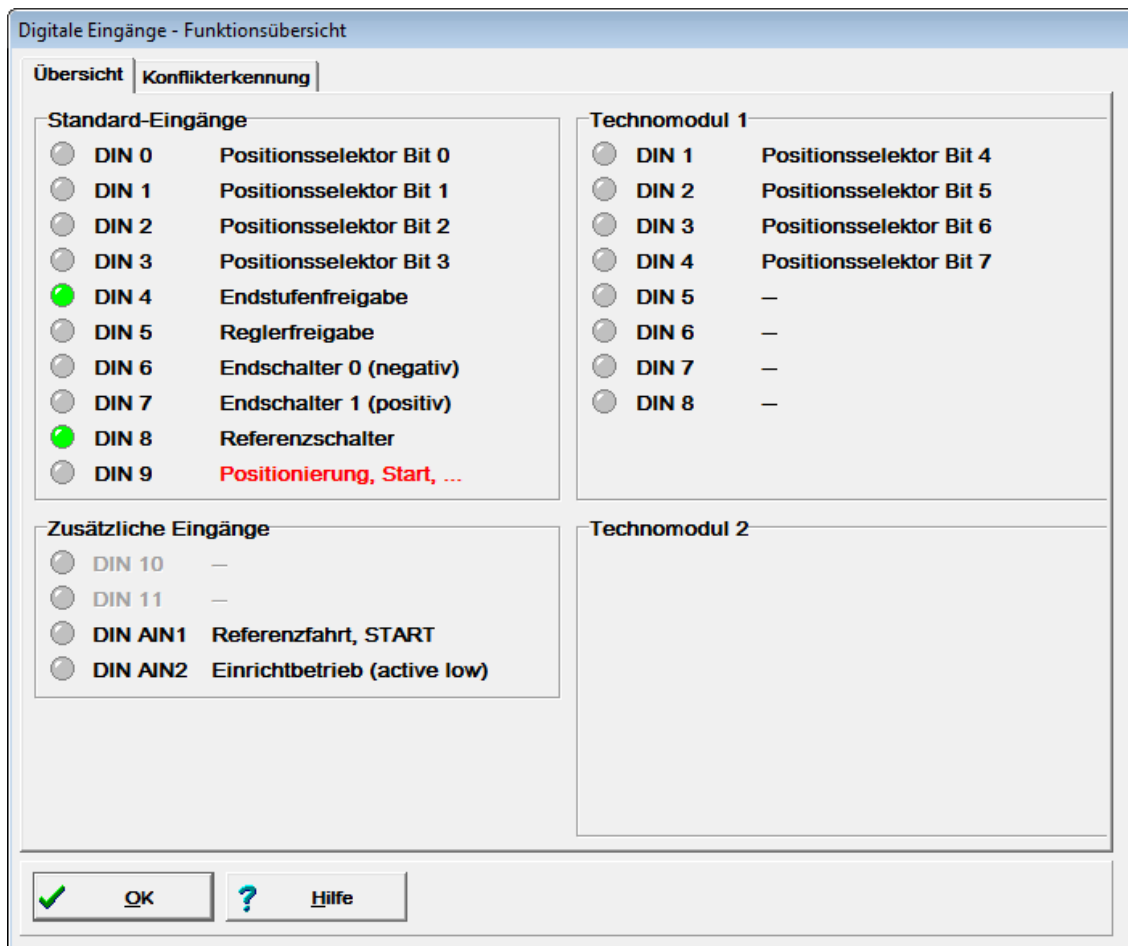 Digitale Eingänge - Funktionsübersicht
Übersicht Konflikterkennung
Standard-Eingänge
DIN 0 Positionsselektor Bit 0
DIN 1 Positionsselektor Bit 1
DIN 2 Positionsselektor Bit 2
DIN 3 Positionsselektor Bit 3
DIN 4 Endstufenfreigabe
DIN 5 Reglerfreigabe
DIN 6 Endschalter 0 (negativ)
DIN 7 Endschalter 1 (positiv)
DIN 8 Referenzschalter
DIN 9 Positionierung, Start, ...
Technomodul 1
DIN 1 Positionsselektor Bit 4
DIN 2 Positionsselektor Bit 5
DIN 3 Positionsselektor Bit 6
DIN 4 Positionsselektor Bit 7
DIN 5 —
DIN 6 —
DIN 7 —
DIN 8 —
Zusätzliche Eingänge
DIN 10 —
DIN 11 —
DIN AIN1 Referenzfahrt, START
DIN AIN2 Einrichtbetrieb (active low)
Technomodul 2
OK
? Hilfe